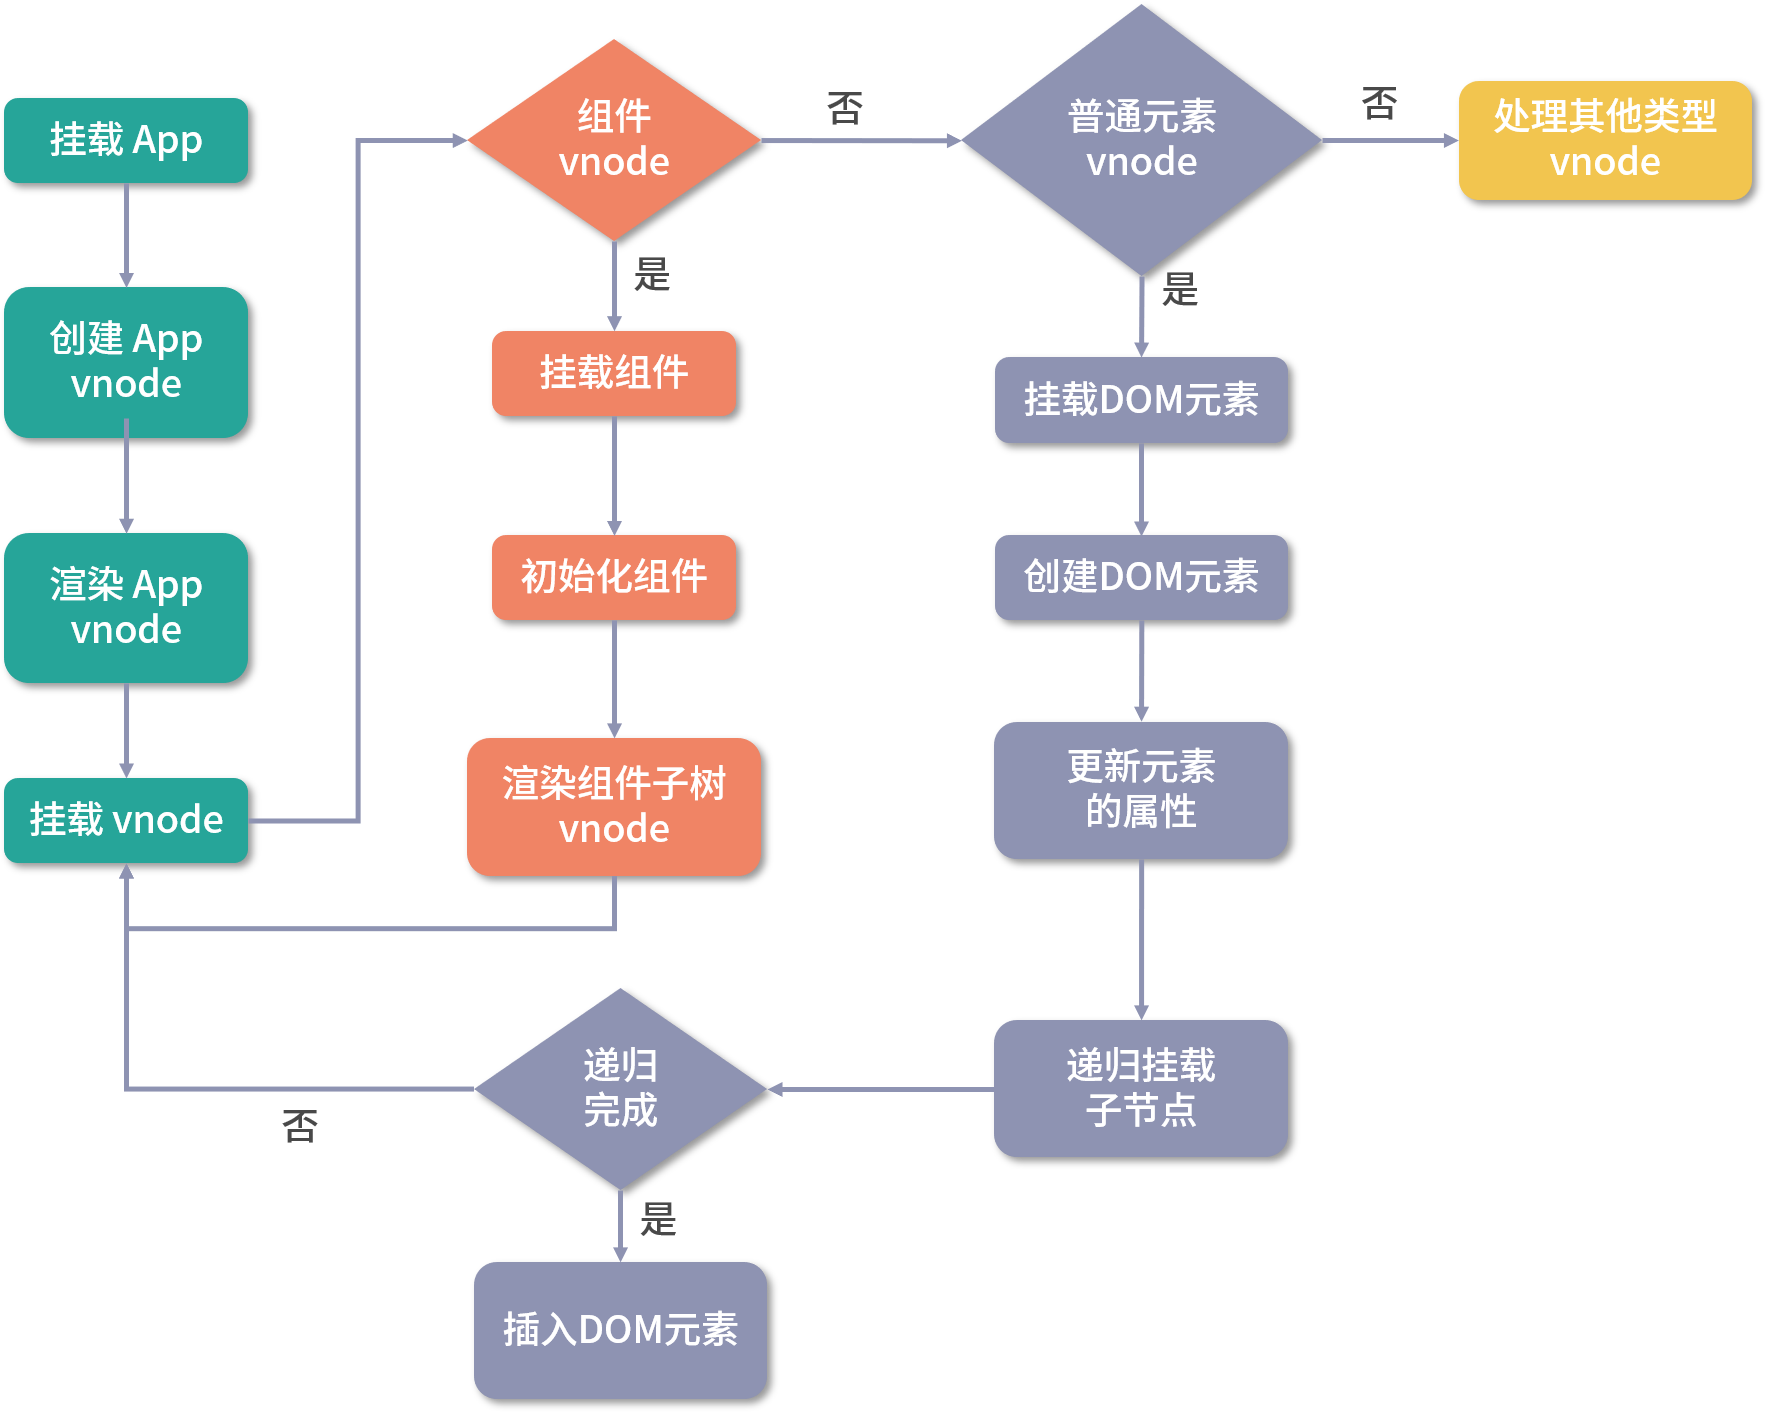 挂载 App
创建 App
vnode
渲染 App
vnode
挂载 vnode
组件
vnode
否
是
挂载组件
初始化组件
渲染组件子树
vnode
普通元素
vnode
否
是
处理其他类型
vnode
挂载DOM元素
创建DOM元素
更新元素
的属性
递归挂载
子节点
递归
完成
否
是
插入DOM元素